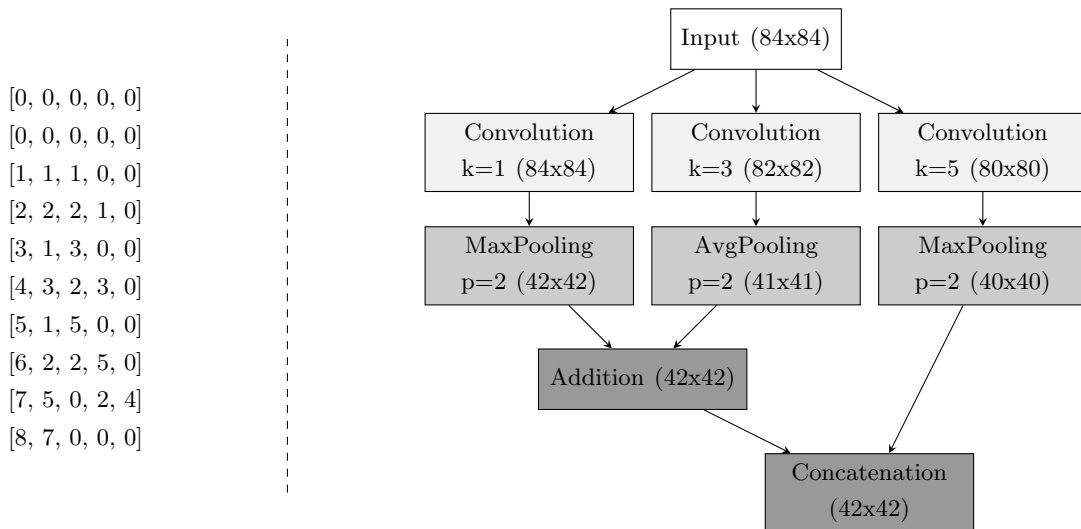 [0, 0, 0, 0, 0]
[0, 0, 0, 0, 0]
[1, 1, 1, 0, 0]
[2, 2, 2, 1, 0]
[3, 1, 3, 0, 0]
[4, 3, 2, 3, 0]
[5, 1, 5, 0, 0]
[6, 2, 2, 5, 0]
[7, 5, 0, 2, 4]
[8, 7, 0, 0, 0]
Input (84x84)
Convolution
k=1 (84x84)
Convolution
k=3 (82x82)
Convolution
k=5 (80x80)
MaxPooling
p=2 (42x42)
AvgPooling
p=2 (41x41)
MaxPooling
p=2 (40x40)
Addition (42x42)
Concatenation
(42x42)